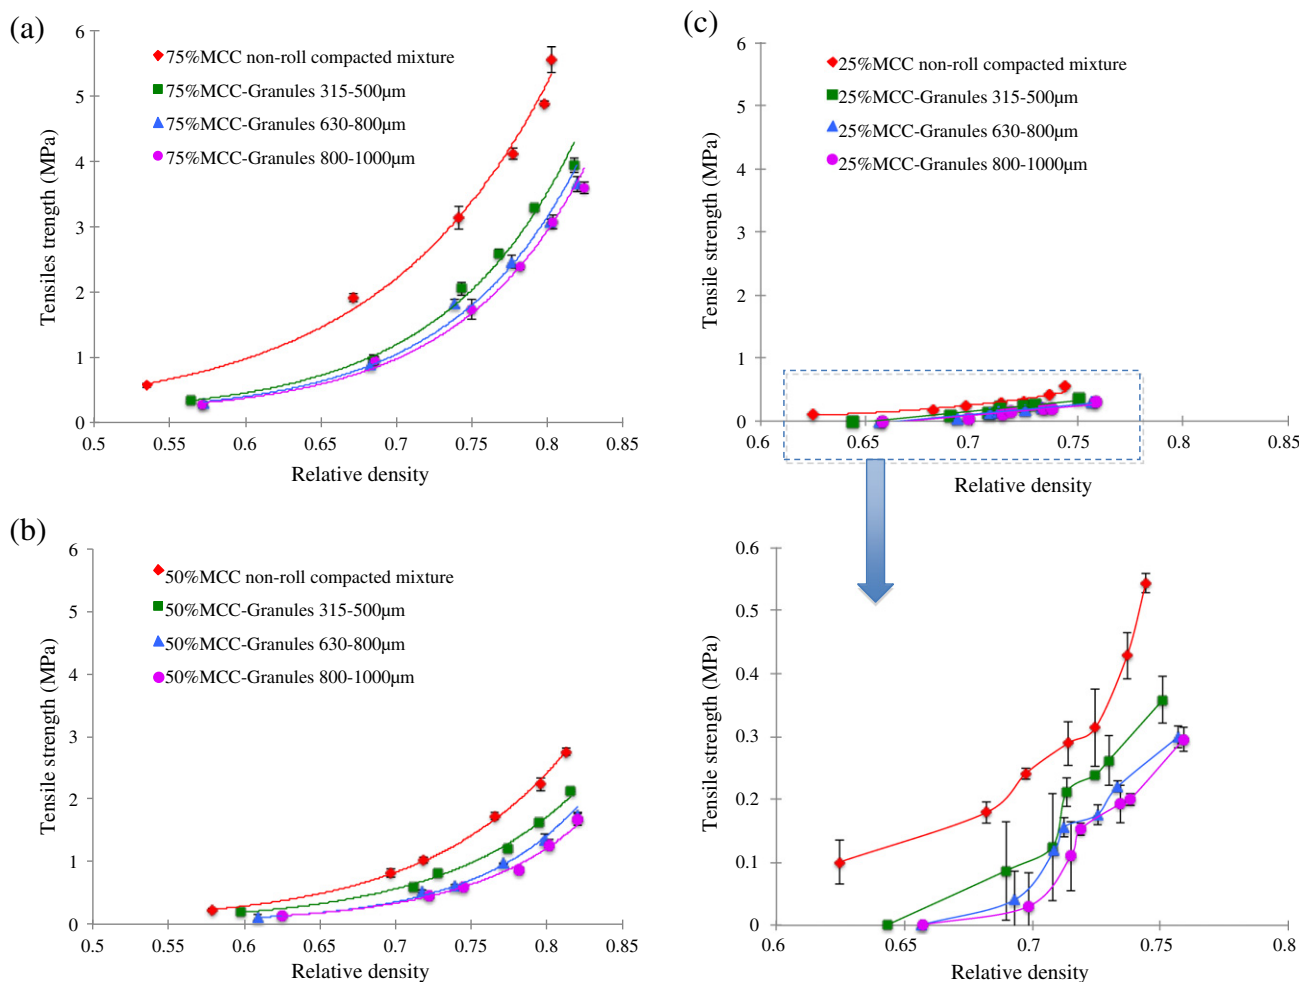 (a)
75%MCC non-roll compacted mixture
75%MCC-Granules 315-500µm
75%MCC-Granules 630-800µm
75%MCC-Granules 800-1000µm
Tensiles trength (MPa)
6
5
4
3
2
1
0
0.5
0.55
0.6
0.65
0.7
0.75
0.8
0.85
Relative density
(b)
50%MCC non-roll compacted mixture
50%MCC-Granules 315-500µm
50%MCC-Granules 630-800µm
50%MCC-Granules 800-1000µm
Tensile strength (MPa)
6
5
4
3
2
1
0
0.5
0.55
0.6
0.65
0.7
0.75
0.8
0.85
Relative density
(c)
25%MCC non-roll compacted mixture
25%MCC-Granules 315-500µm
25%MCC-Granules 630-800µm
25%MCC-Granules 800-1000µm
Tensile strength (MPa)
6
5
4
3
2
1
0
0.6
0.65
0.7
0.75
0.8
0.85
Relative density
Tensile strength (MPa)
0.6
0.5
0.4
0.3
0.2
0.1
0
0.6
0.65
0.7
0.75
0.8
Relative density